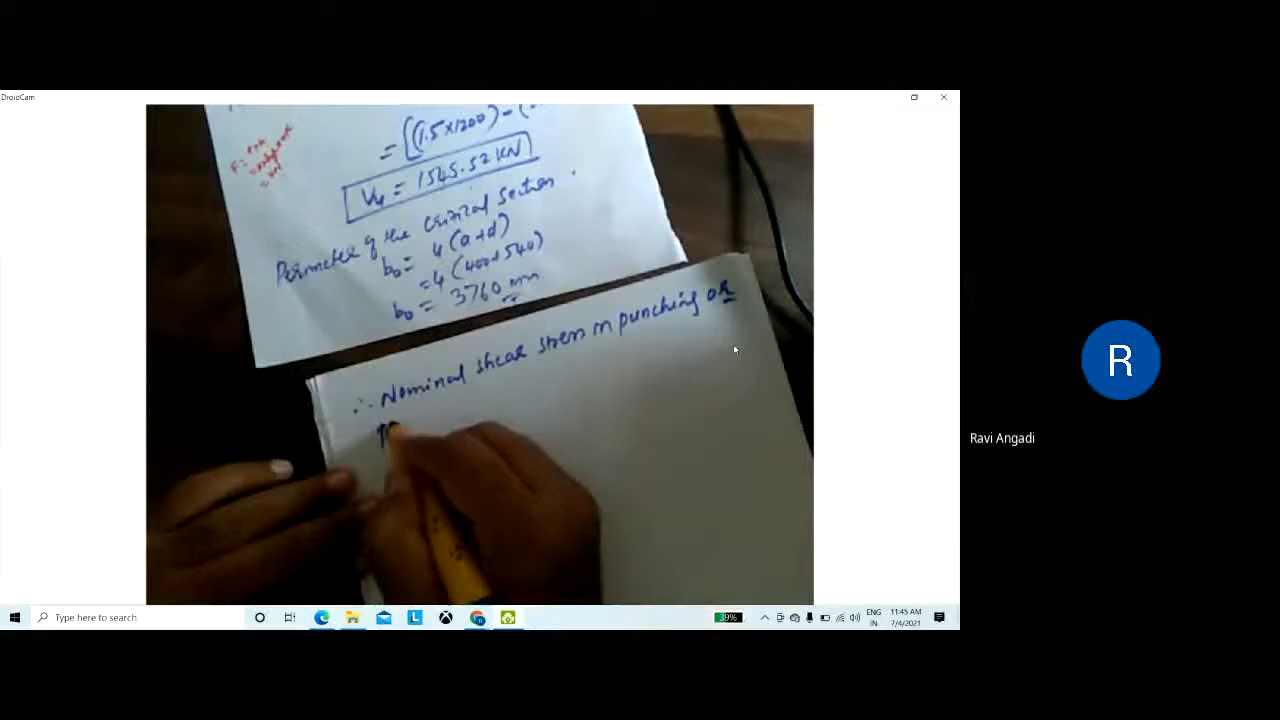 DroidCam
= [(1.5x1200) - (
Vu = 1545.52 KN
Perimeter of the critical section.
b0 = 4 (a+d)
= 4 (400+540)
b0 = 3760 mm
∴ Nominal shear stress in punching or
R
Ravi Angadi
Type here to search
39%
ENG
IN
11:45 AM
7/4/2021